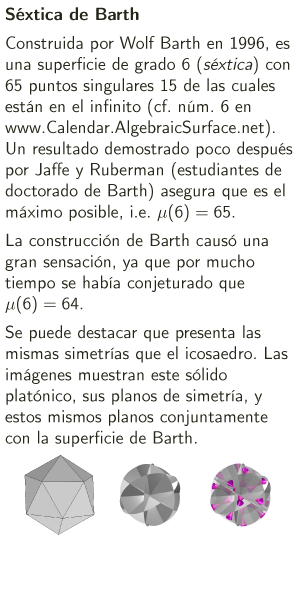 Séxtica de Barth
Construida por Wolf Barth en 1996, es
una superficie de grado 6 (séxtica) con
65 puntos singulares 15 de las cuales
están en el infinito (cf. núm. 6 en
www.Calendar.AlgebraicSurface.net).
Un resultado demostrado poco después
por Jaffe y Ruberman (estudiantes de
doctorado de Barth) asegura que es el
máximo posible, i.e. μ(6) = 65.
La construcción de Barth causó una
gran sensación, ya que por mucho
tiempo se había conjeturado que
μ(6) = 64.
Se puede destacar que presenta las
mismas simetrías que el icosaedro. Las
imágenes muestran este sólido
platónico, sus planos de simetría, y
estos mismos planos conjuntamente
con la superficie de Barth.